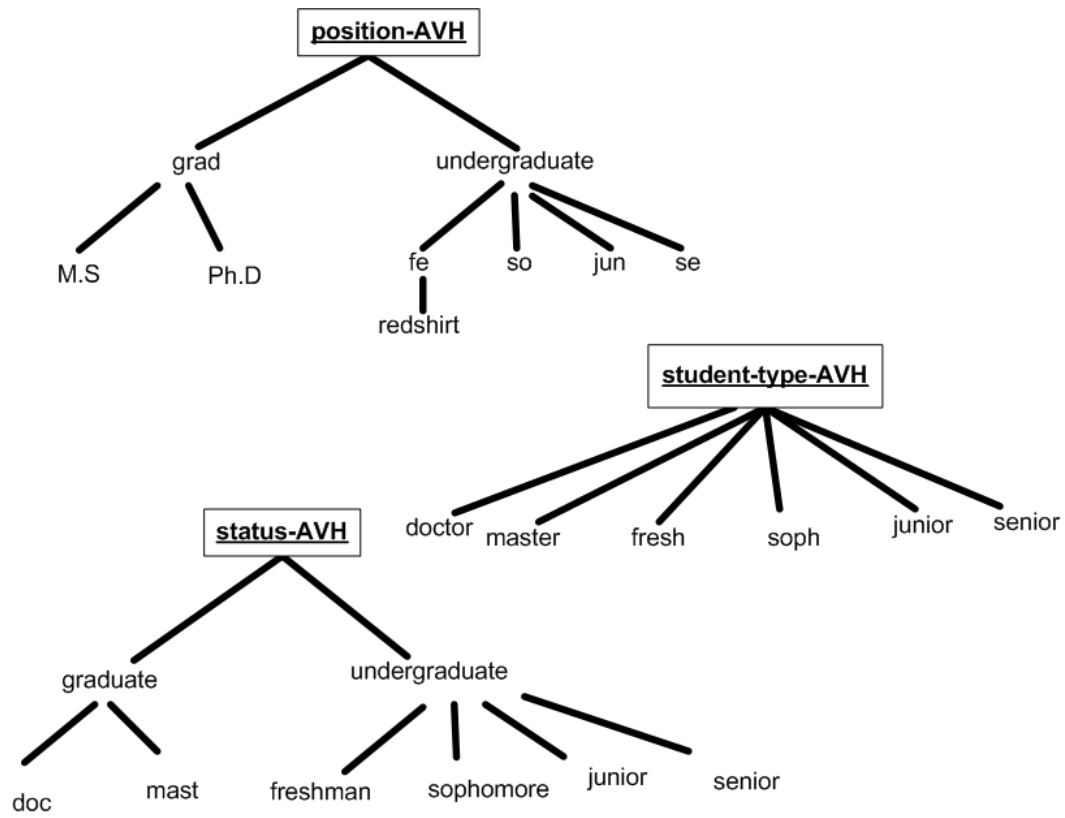 position-AVH
grad
undergraduate
M.S
Ph.D
fe
so
jun
se
redshirt
student-type-AVH
doctor
master
fresh
soph
junior
senior
status-AVH
graduate
undergraduate
doc
mast
freshman
sophomore
junior
senior